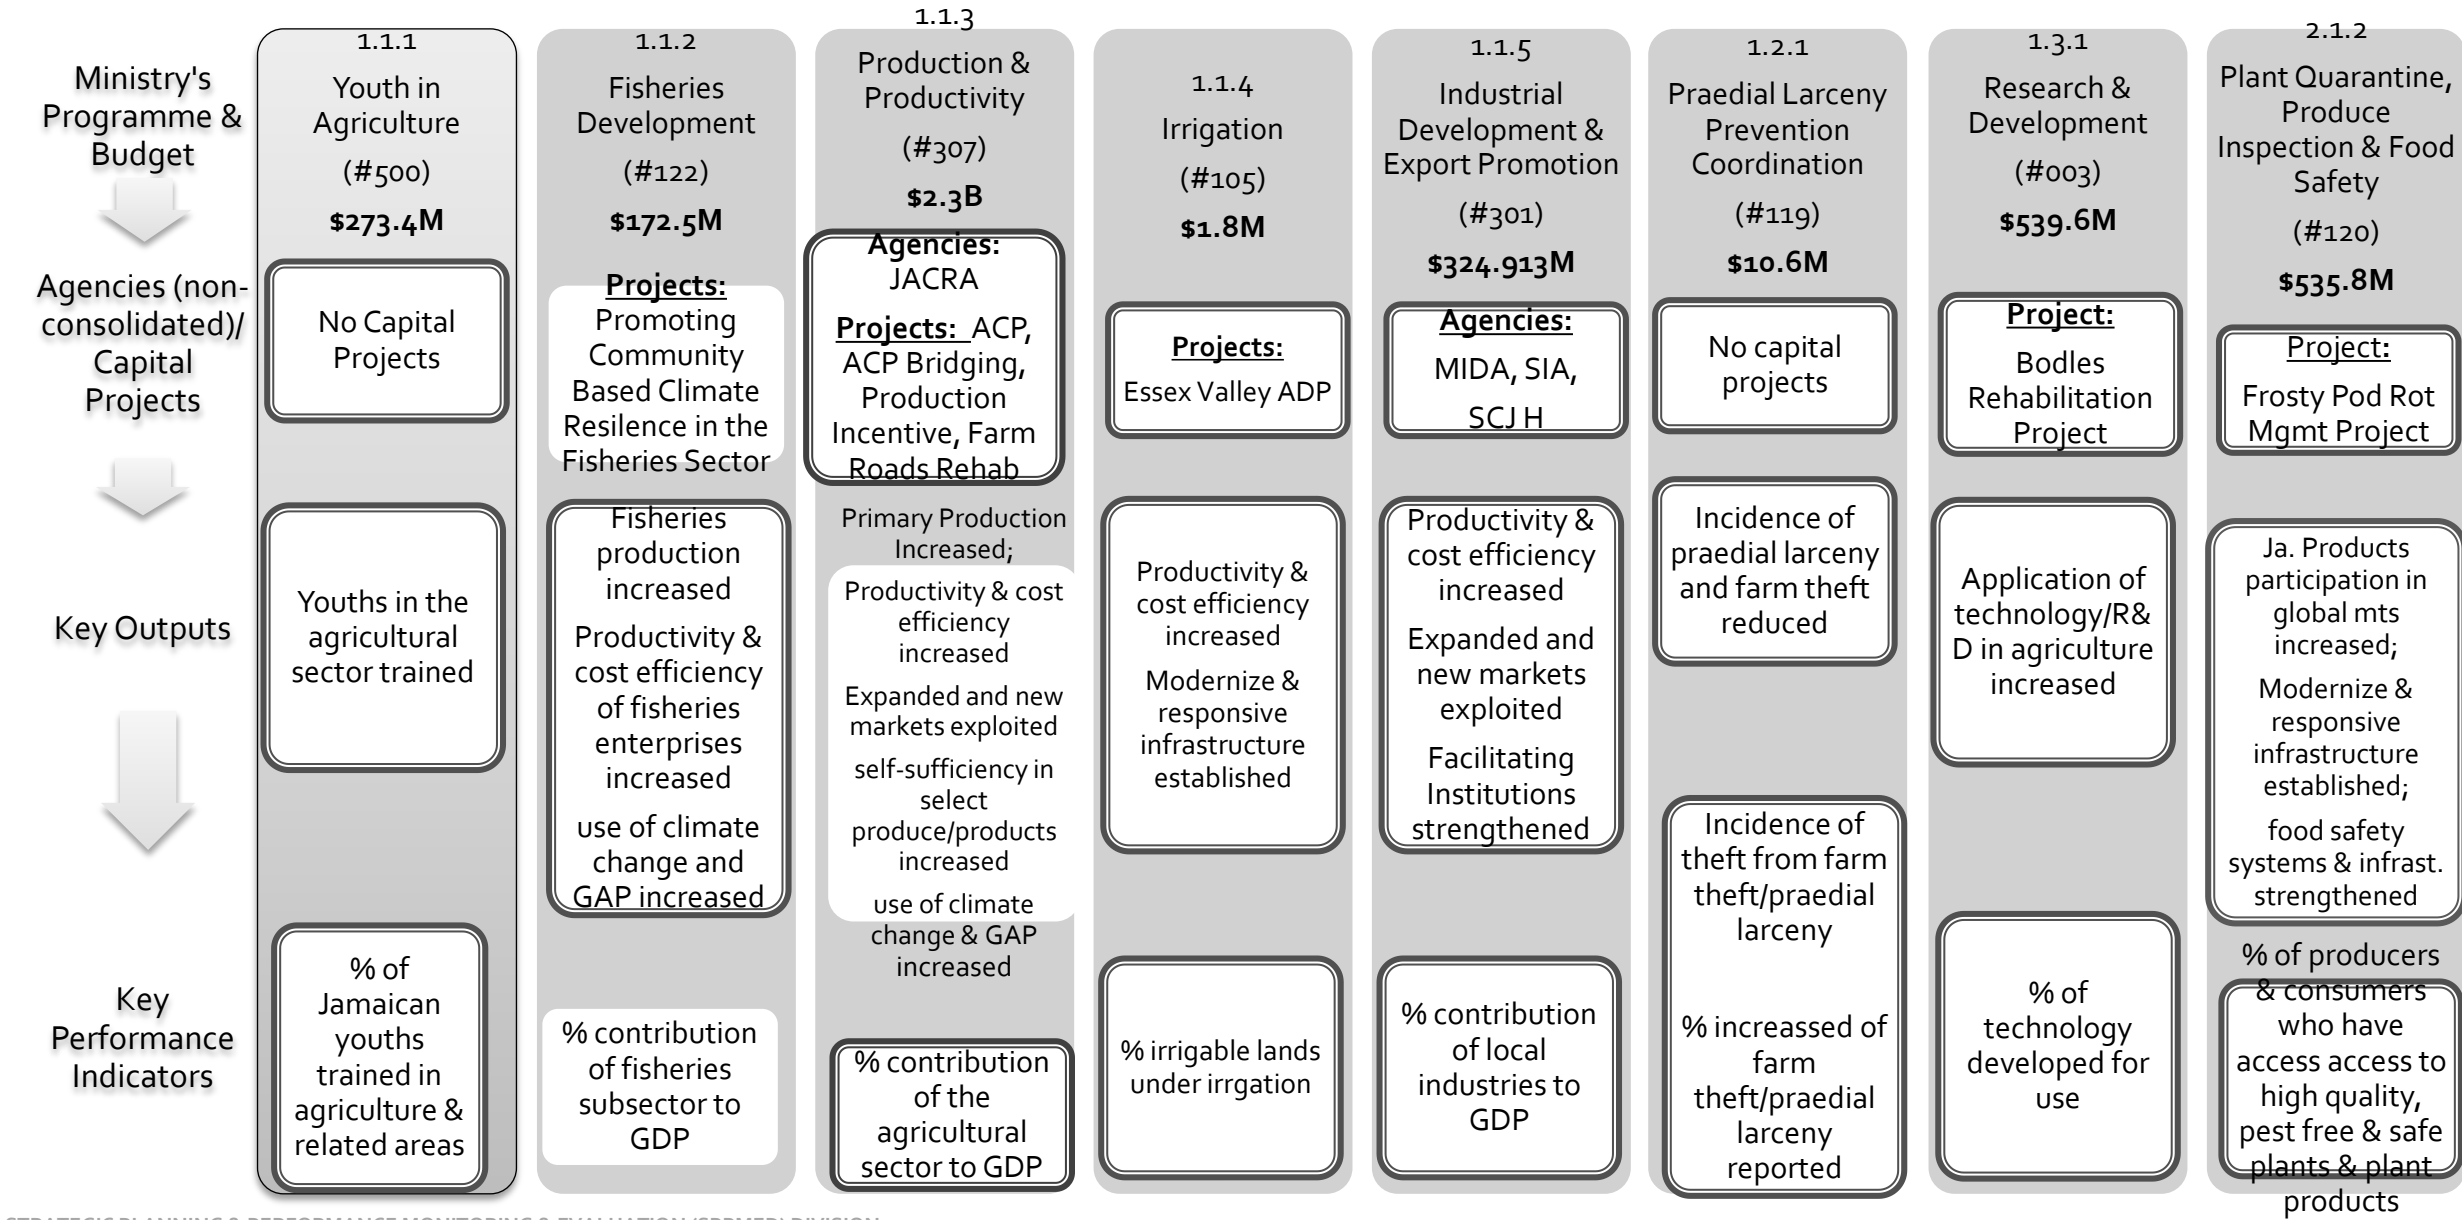 Ministry's
Programme &
Budget
Agencies (non-
consolidated)/
Capital
Projects
Key Outputs
Key
Performance
Indicators
1.1.1
Youth in
Agriculture
(#500)
$273.4M
No Capital
Projects
Youths in the
agricultural
sector trained
% of
Jamaican
youths
trained in
agriculture &
related areas
1.1.2
Fisheries
Development
(#122)
$172.5M
Projects:
Promoting
Community
Based Climate
Resilence in the
Fisheries Sector
Fisheries
production
increased
Productivity &
cost efficiency
of fisheries
enterprises
increased
use of climate
change and
GAP increased
% contribution
of fisheries
subsector to
GDP
1.1.3
Production &
Productivity
(#307)
$2.3B
Agencies:
JACRA
Projects: ACP,
ACP Bridging,
Production
Incentive, Farm
Roads Rehab
Primary Production
Increased;
Productivity & cost
efficiency
increased
Expanded and new
markets exploited
self-sufficiency in
select
produce/products
increased
use of climate
change & GAP
increased
% contribution
of the
agricultural
sector to GDP
1.1.4
Irrigation
(#105)
$1.8M
Projects:
Essex Valley ADP
Productivity &
cost efficiency
increased
Modernize &
responsive
infrastructure
established
% irrigable lands
under irrgation
1.1.5
Industrial
Development &
Export Promotion
(#301)
$324.913M
Agencies:
MIDA, SIA,
SCJ H
Productivity &
cost efficiency
increased
Expanded and
new markets
exploited
Facilitating
Institutions
strengthened
% contribution
of local
industries to
GDP
1.2.1
Praedial Larceny
Prevention
Coordination
(#119)
$10.6M
No capital
projects
Incidence of
praedial larceny
and farm theft
reduced
Incidence of
theft from farm
theft/praedial
larceny
% increassed of
farm
theft/praedial
larceny
reported
1.3.1
Research &
Development
(#003)
$539.6M
Project:
Bodles
Rehabilitation
Project
Application of
technology/R&
D in agriculture
increased
% of
technology
developed for
use
2.1.2
Plant Quarantine,
Produce
Inspection & Food
Safety
(#120)
$535.8M
Project:
Frosty Pod Rot
Mgmt Project
Ja. Products
participation in
global mts
increased;
Modernize &
responsive
infrastructure
established;
food safety
systems & infrast.
strengthened
% of producers
& consumers
who have
access access to
high quality,
pest free & safe
plants & plant
products
STRATEGIC PLANNING & PERFORMANCE MONITORING & EVALUATION (SPPMED) DIVISION